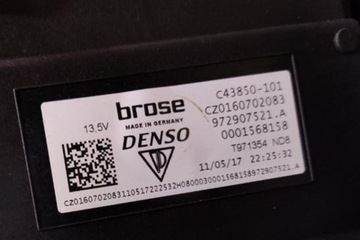 brose
MADE IN GERMANY
13,5V
DENSO
C43850-101
CZ0160702083
972907521.A
0001568158
T971354 ND8
11/05/17 22:25:32
CZ0160702083110517222532H0800030001568158972907521.A